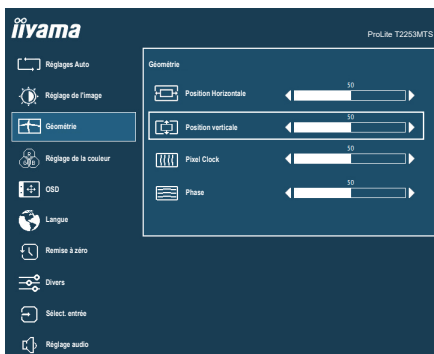 iiyama
ProLite T2253MTS
Réglages Auto
Réglage de l'image
Géométrie
Réglage de la couleur
OSD
Langue
Remise à zéro
Divers
Sélect. entrée
Réglage audio
Géométrie
Position Horizontale
50
Position verticale
50
Pixel Clock
50
Phase
50